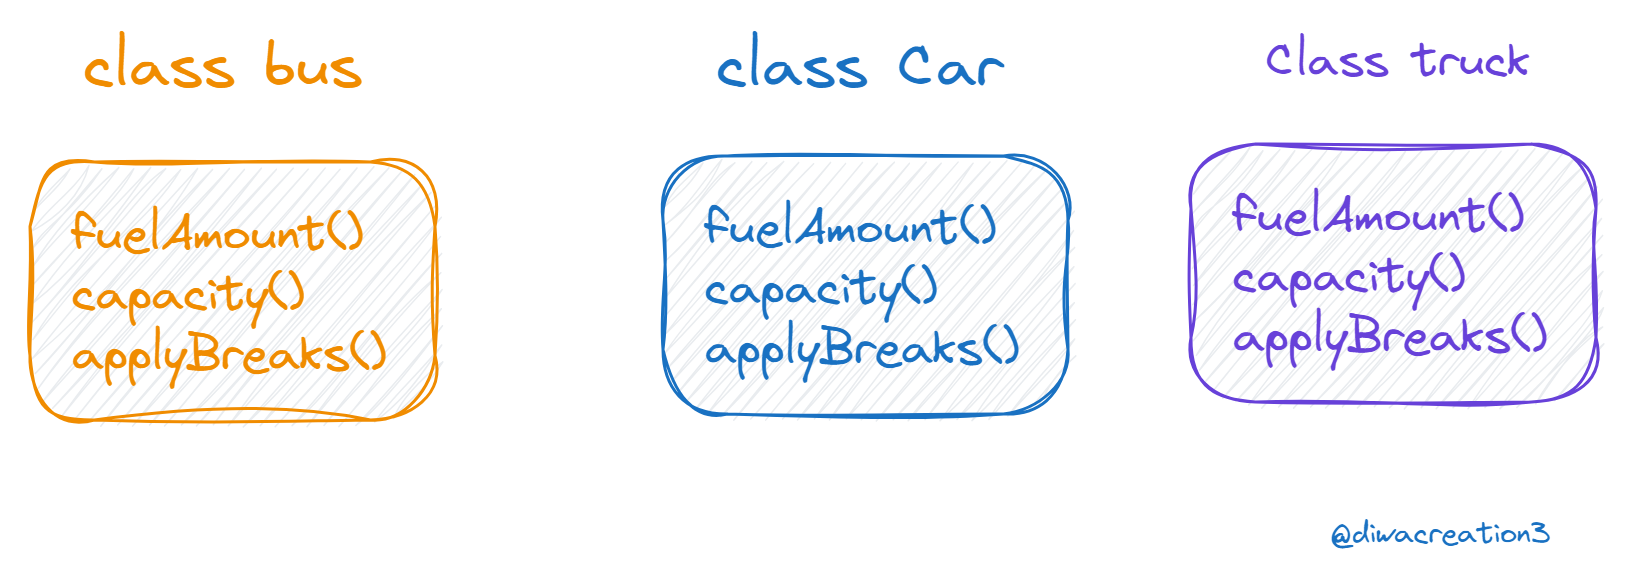 class bus
fuelAmount()
capacity()
applyBreaks()
class Car
fuelAmount()
capacity()
applyBreaks()
Class truck
fuelAmount()
capacity()
applyBreaks()
@diwacreation3